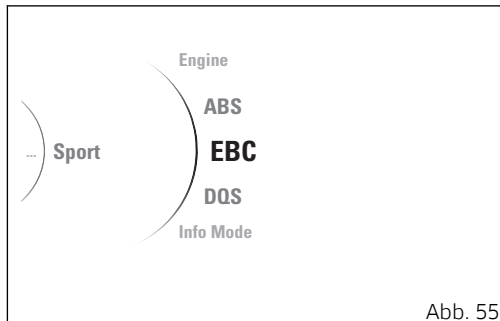 Engine
ABS
... Sport EBC
DQS
Info Mode
Abb. 55